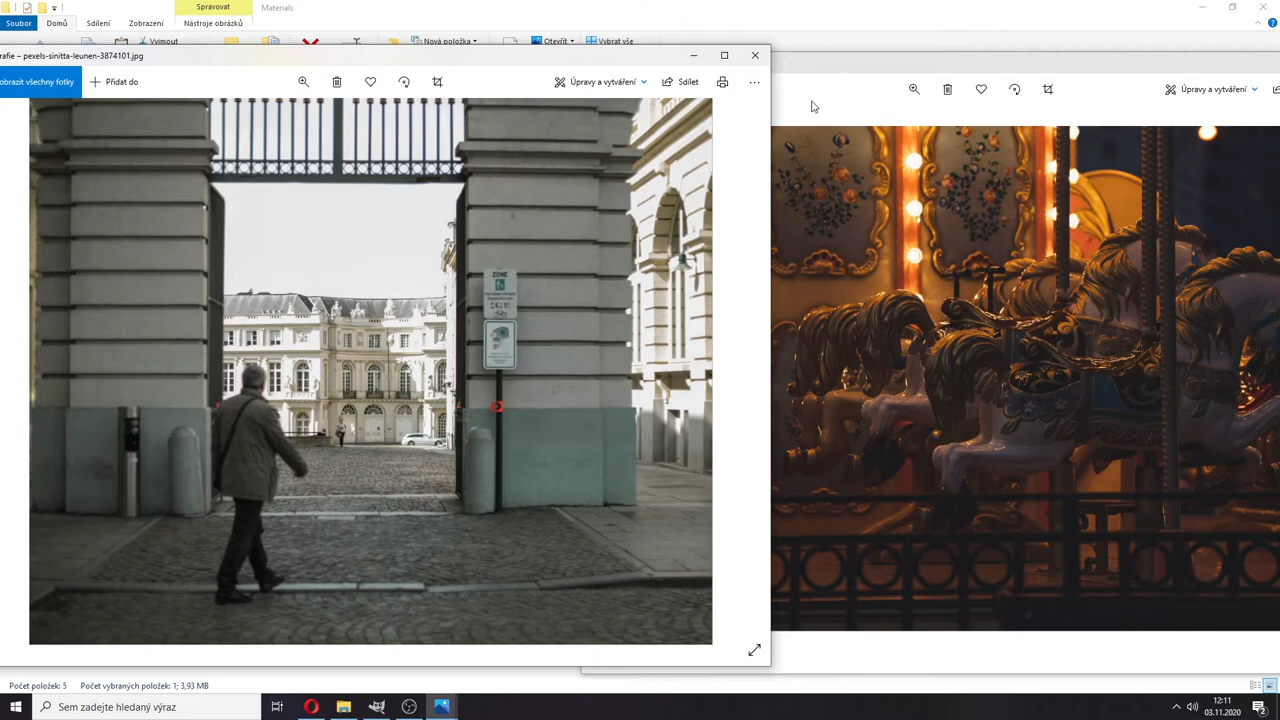 Spravovat
Materials
Soubor
Domů
Sdílení
Zobrazení
Nástroje obrázků
Vyjmout
Nová položka
Otevřít
Vybrat vše
rafie – pexels-sinitta-leunen-3874101.jpg
obrazit všechny fotky
Přidat do
Úpravy a vytváření
Sdílet
Úpravy a vytváření
ZONE
Počet položek: 5
Počet vybraných položek: 1; 3,93 MB
Sem zadejte hledaný výraz
12:11
03.11.2020
2